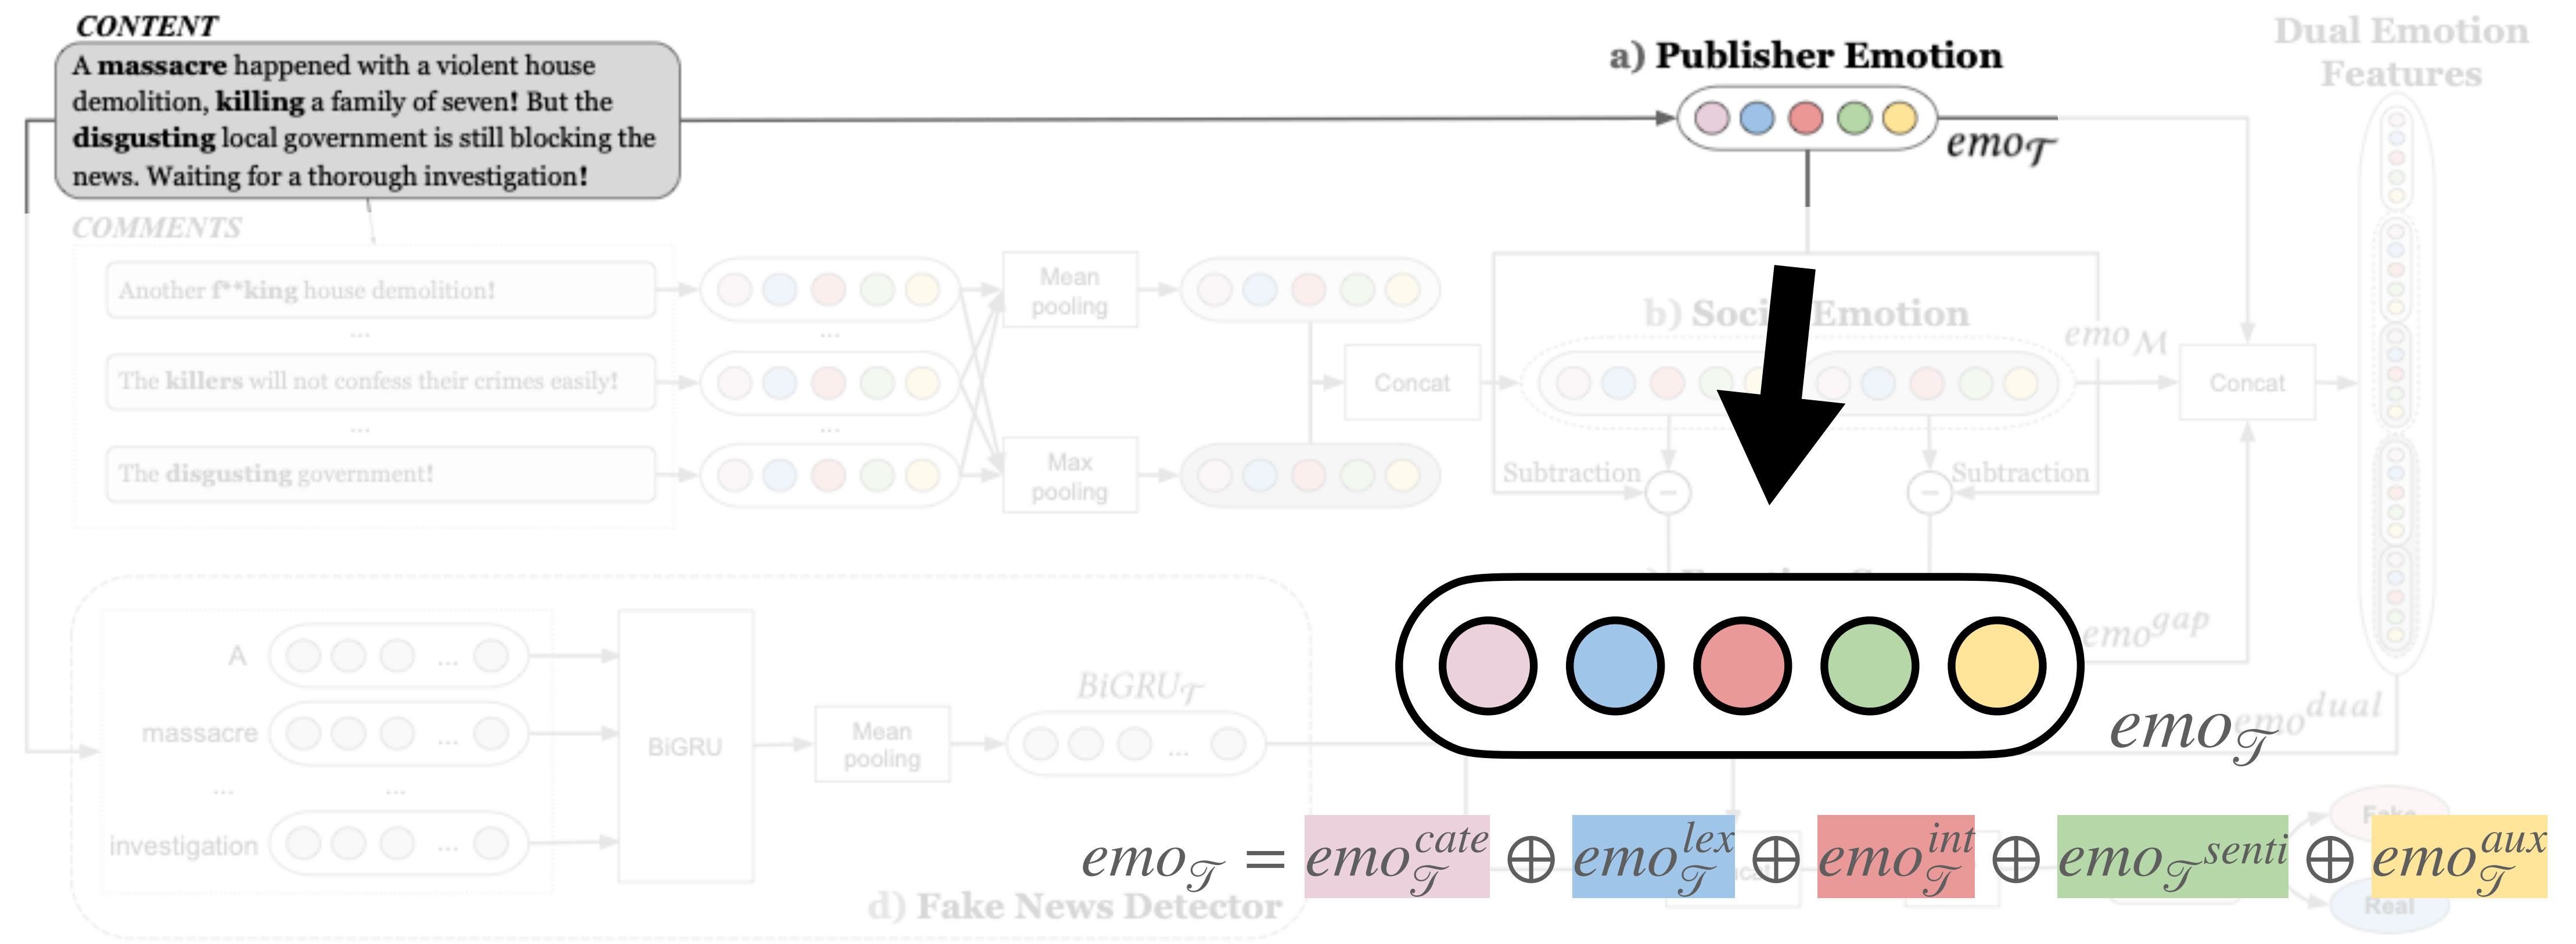 CONTENT
A massacre happened with a violent house
demolition, killing a family of seven! But the
disgusting local government is still blocking the
news. Waiting for a thorough investigation!
a) Publisher Emotion
emo𝒯
Dual Emotion
Features
COMMENTS
Another f**king house demolition!
...
The killers will not confess their crimes easily!
...
The disgusting government!
...
...
Mean
pooling
Max
pooling
Concat
b) Emotion
emoℳ
Subtraction
Subtraction
Concat
emo^gap
emo^dual
A
...
massacre
...
...
...
investigation
...
BiGRU
Mean
pooling
BiGRU𝒯
...
d) Fake News Detector
emo𝒯
emo𝒯 = emo𝒯^cate ⊕ emo𝒯^lex ⊕ emo𝒯^int ⊕ emo𝒯^senti ⊕ emo𝒯^aux
Real